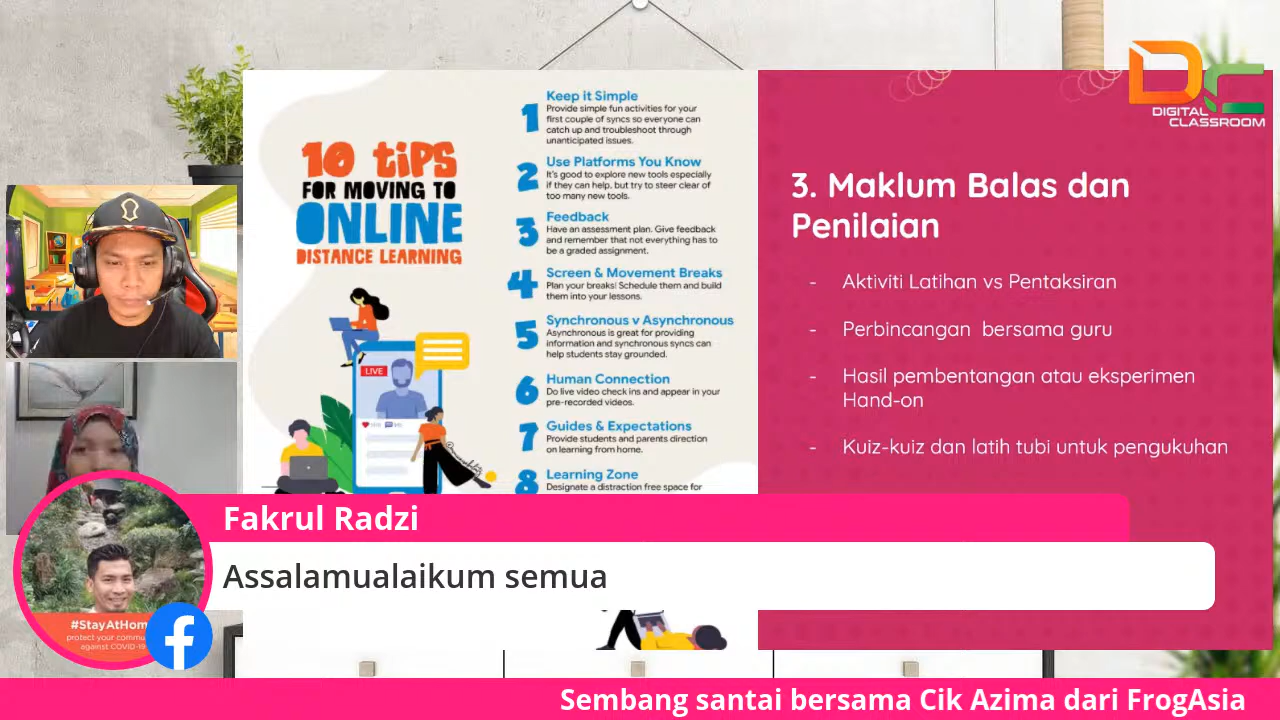 10 tips
FOR MOVING TO
ONLINE
DISTANCE LEARNING
LIVE
1 Keep it Simple
Provide simple fun activities for your
first couple of syncs so everyone can
catch up and troubleshoot through
unanticipated issues.
2 Use Platforms You Know
It's good to explore new tools especially
if they can help, but try to steer clear of
too many new tools.
3 Feedback
Have an assessment plan. Give feedback
and remember that not everything has to
be a graded assignment.
4 Screen & Movement Breaks
Plan your breaks! Schedule them and build
them into your lessons.
5 Synchronous v Asynchronous
Asynchronous is great for providing
information and synchronous syncs can
help students stay grounded.
6 Human Connection
Do live video check ins and appear in your
pre-recorded videos.
7 Guides & Expectations
Provide students and parents direction
on learning from home.
8 Learning Zone
Designate a distraction free space for
DC
DIGITAL
CLASSROOM
3. Maklum Balas dan
Penilaian
- Aktiviti Latihan vs Pentaksiran
- Perbincangan bersama guru
- Hasil pembentangan atau eksperimen
Hand-on
- Kuiz-kuiz dan latih tubi untuk pengukuhan
Fakrul Radzi
Assalamualaikum semua
#StayAtHom
protect your commu
against COVID-19
Sembang santai bersama Cik Azima dari FrogAsia